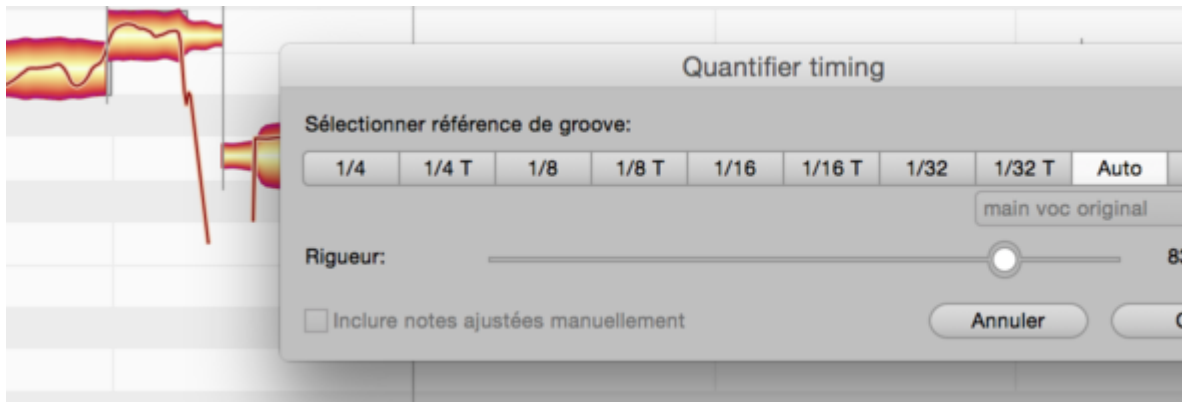 Quantifier timing
Sélectionner référence de groove:
1/4 1/4 T 1/8 1/8 T 1/16 1/16 T 1/32 1/32 T Auto
main voc original
Rigueur: 83
Inclure notes ajustées manuellement Annuler